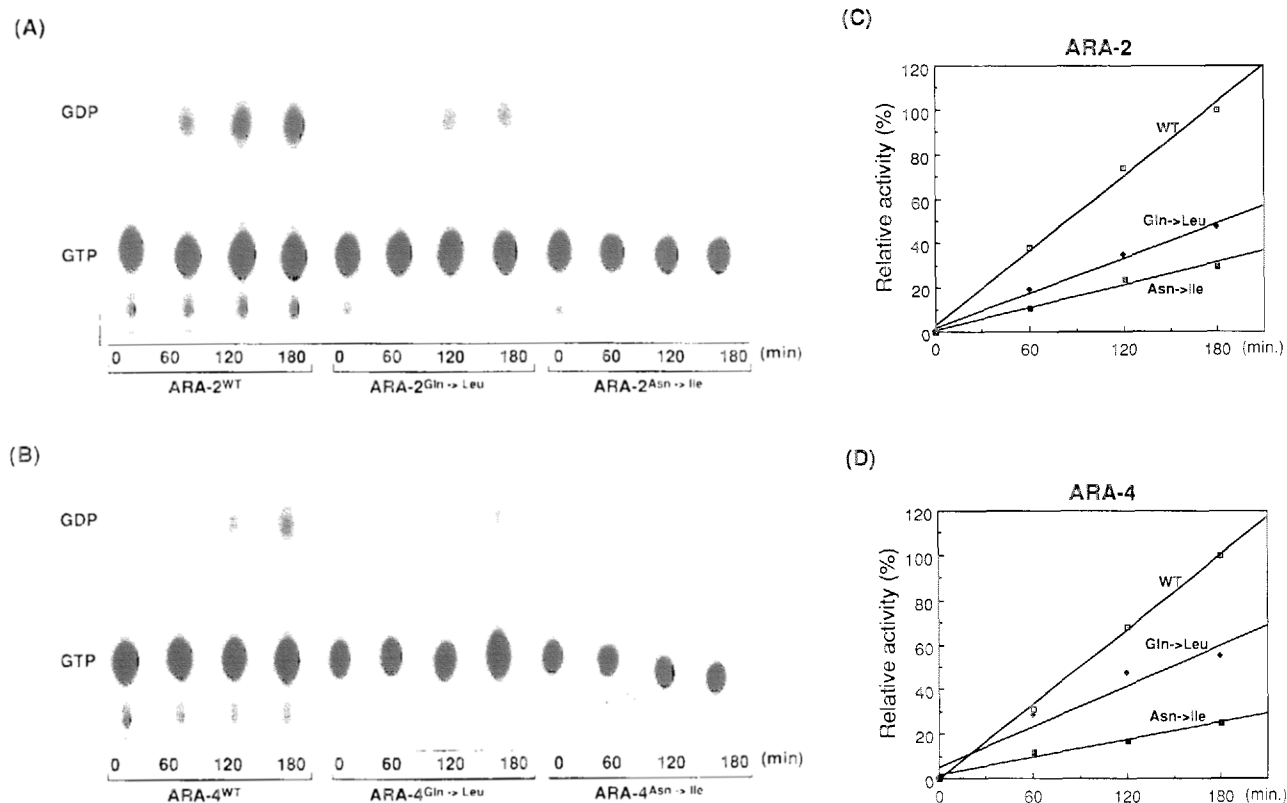 (A)
GDP
GTP
0 60 120 180 0 60 120 180 0 60 120 180 (min)
ARA-2WT ARA-2Gln -> Leu ARA-2Asn -> Ile
(B)
GDP
GTP
0 60 120 180 0 60 120 180 0 60 120 180 (min)
ARA-4WT ARA-4Gln -> Leu ARA-4Asn -> Ile
(C)
ARA-2
Relative activity (%)
120
100
80
60
40
20
0
WT
Gln->Leu
Asn->Ile
0 60 120 180 (min.)
(D)
ARA-4
Relative activity (%)
120
100
80
60
40
20
0
WT
Gln->Leu
Asn->Ile
0 60 120 180 (min.)